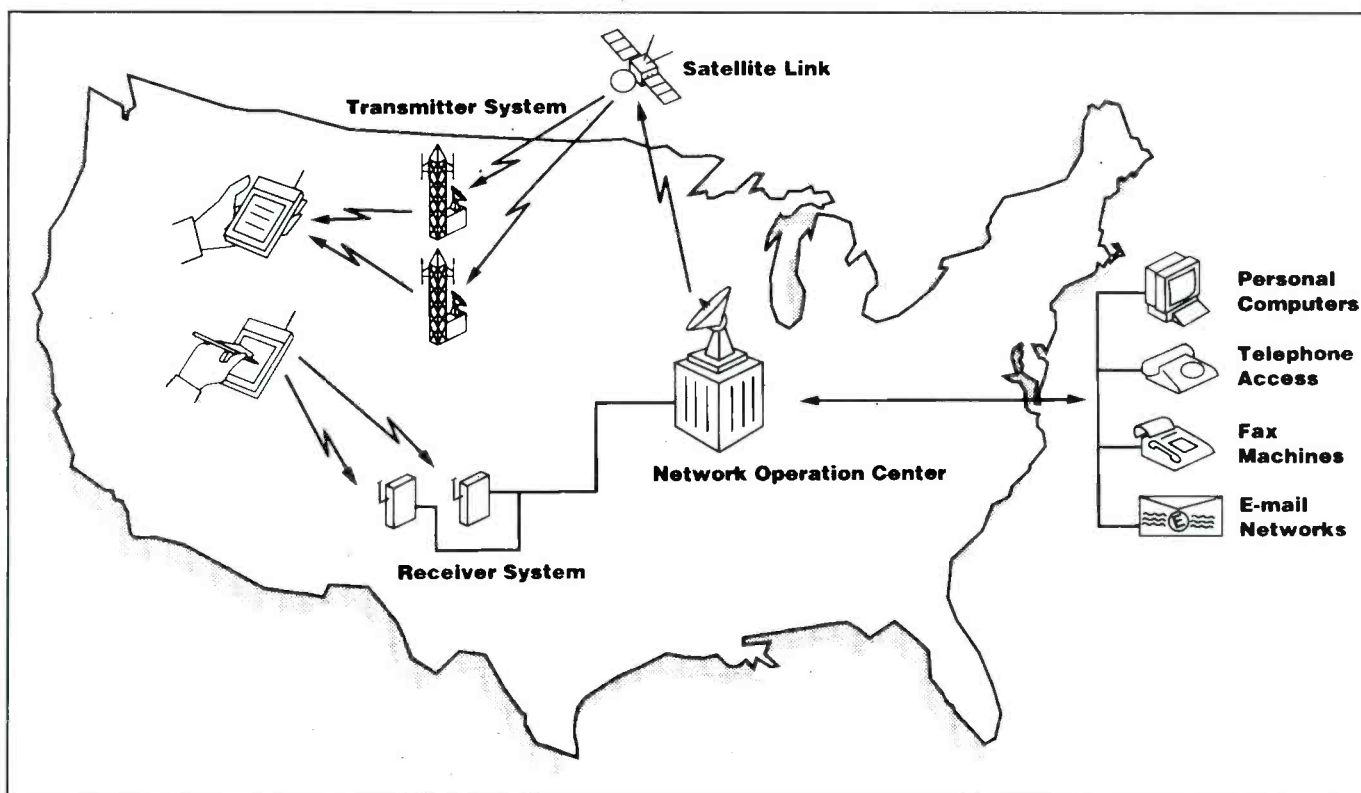 Satellite Link
Transmitter System
Personal
Computers
Telephone
Access
Fax
Machines
Network Operation Center
E-mail
Networks
Receiver System
E